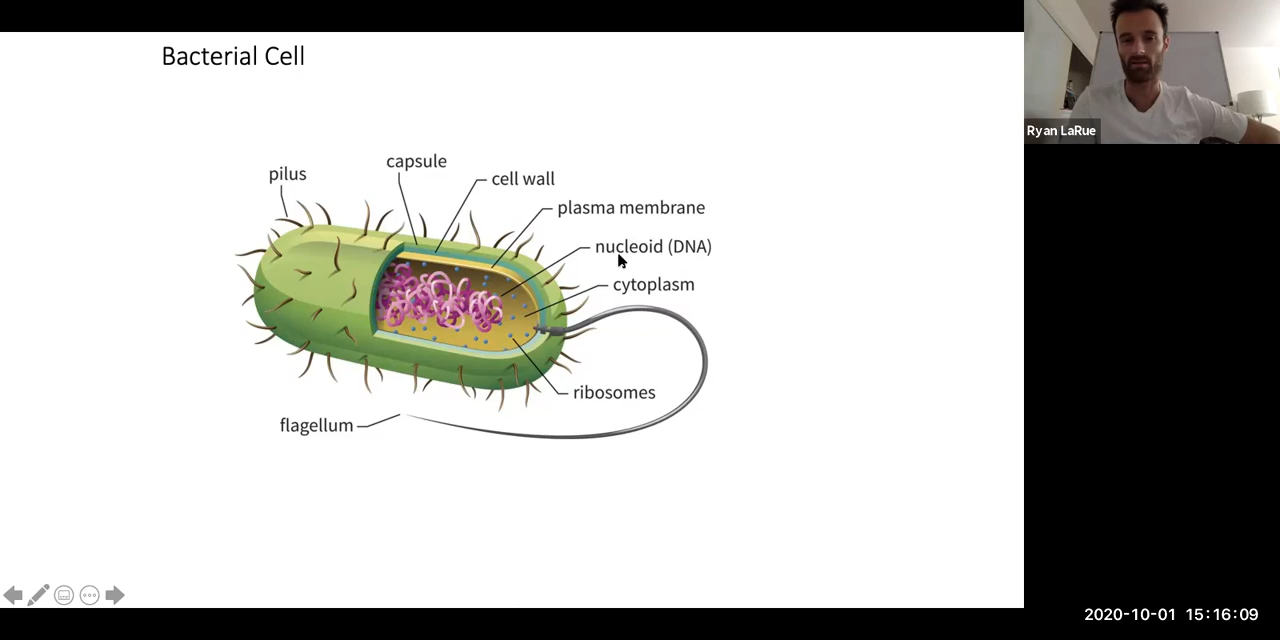 Bacterial Cell
capsule
pilus
cell wall
plasma membrane
nucleoid (DNA)
cytoplasm
ribosomes
flagellum
Ryan LaRue
2020-10-01 15:16:09